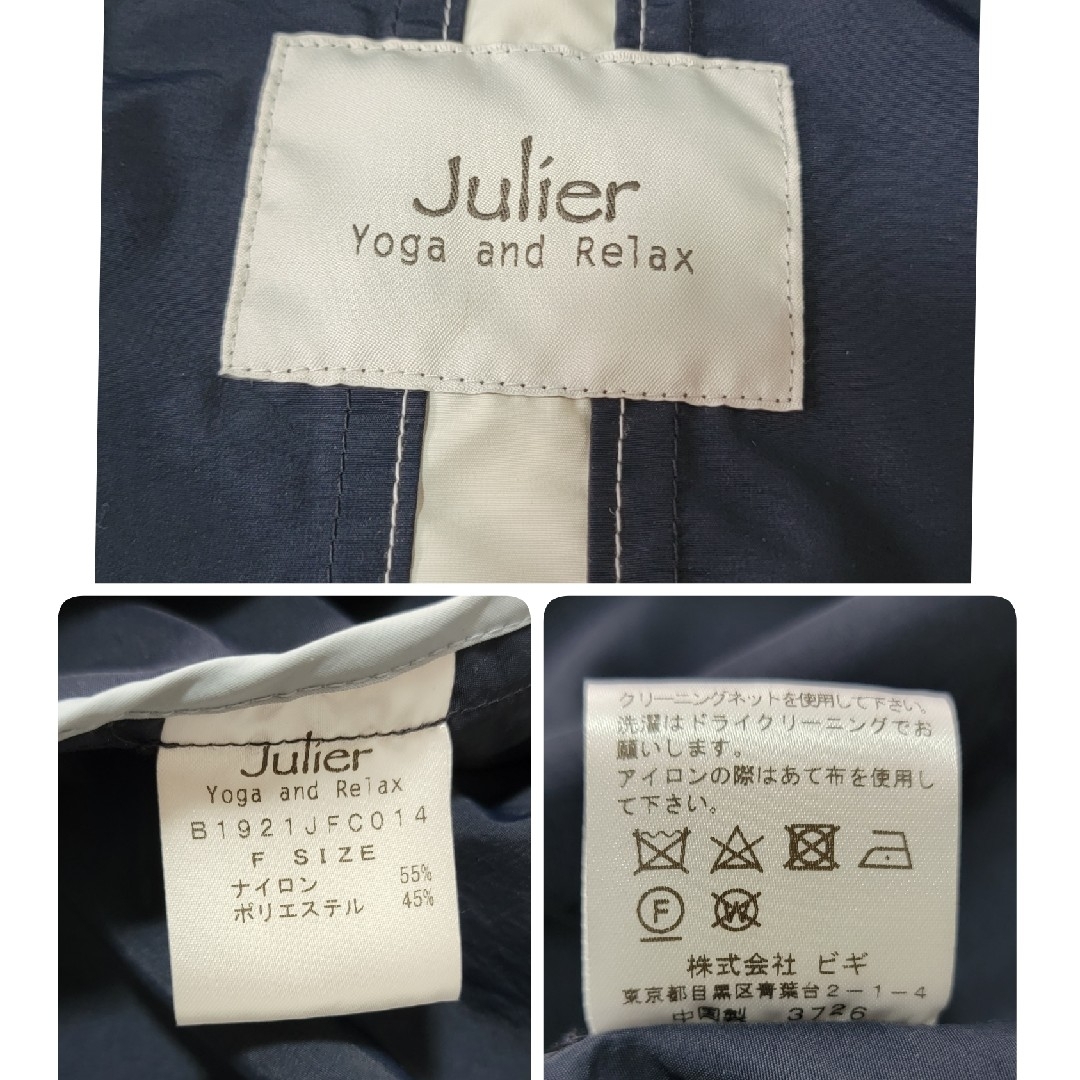 Julier
Yoga and Relax
Julier
Yoga and Relax
B1921JFC014
F SIZE
ナイロン 55%
ポリエステル 45%
クリーニングネットを使用して下さい。
洗濯はドライクリーニングでお
願いします。
アイロンの際はあて布を使用し
て下さい。
F
W
株式会社 ビギ
東京都目黒区青葉台2-1-4
中国製 3726